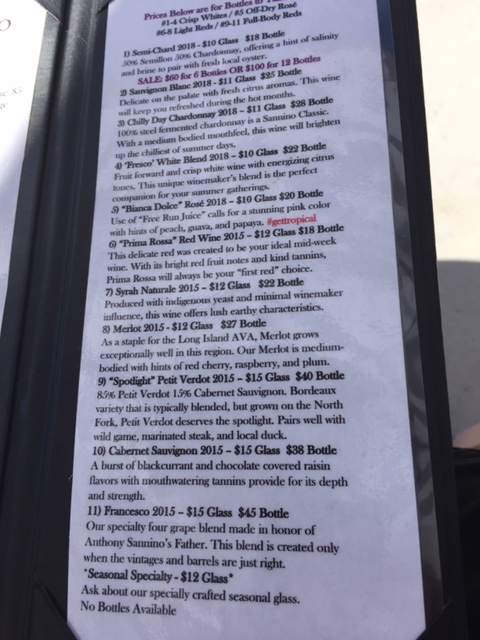 Prices Below are for Bottles to
#1-4 Crisp Whites / #5 Off-Dry Rosé
#6-8 Light Reds / #9-11 Full-Body Reds
1) Semi-Chard 2018 - $10 Glass $18 Bottle
50% Semillon 50% Chardonnay, offering a hint of salinity
and brine to pair with fresh local oyster.
SALE: $60 for 6 Bottles OR $100 for 12 Bottles
2) Sauvignon Blanc 2018 - $11 Glass $25 Bottle
Delicate on the palate with fresh citrus aromas. This wine
will keep you refreshed during the hot months.
3) Chilly Day Chardonnay 2018 – $11 Glass $28 Bottle
100% steel fermented chardonnay is a Sannino Classic.
With a medium bodied mouthfeel, this wine will brighten
up the chilliest of summer days.
4) "Fresco" White Blend 2018 – $10 Glass $22 Bottle
Fruit forward and crisp white wine with energizing citrus
tones. This unique winemaker's blend is the perfect
companion for your summer gatherings.
5) "Bianca Dolce" Rosé 2018 - $10 Glass $20 Bottle
Use of "Free Run Juice" calls for a stunning pink color
with hints of peach, guava, and papaya. #gettropical
6) "Prima Rossa" Red Wine 2015 – $12 Glass $18 Bottle
This delicate red was created to be your ideal mid-week
wine. With its bright red fruit notes and kind tannins,
Prima Rossa will always be your "first red" choice.
7) Syrah Naturale 2015 – $12 Glass $22 Bottle
Produced with indigenous yeast and minimal winemaker
influence, this wine offers lush earthy characteristics.
8) Merlot 2015 - $12 Glass $27 Bottle
As a staple for the Long Island AVA, Merlot grows
exceptionally well in this region. Our Merlot is medium-
bodied with hints of red cherry, raspberry, and plum.
9) "Spotlight" Petit Verdot 2015 – $15 Glass $40 Bottle
85% Petit Verdot 15% Cabernet Sauvignon. Bordeaux
variety that is typically blended, but grown on the North
Fork, Petit Verdot deserves the spotlight. Pairs well with
wild game, marinated steak, and local duck.
10) Cabernet Sauvignon 2015 – $15 Glass $38 Bottle
A burst of blackcurrant and chocolate covered raisin
flavors with mouthwatering tannins provide for its depth
and strength.
11) Francesco 2015 – $15 Glass $45 Bottle
Our specialty four grape blend made in honor of
Anthony Sannino's Father. This blend is created only
when the vintages and barrels are just right.
*Seasonal Specialty - $12 Glass*
Ask about our specially crafted seasonal glass.
No Bottles Available